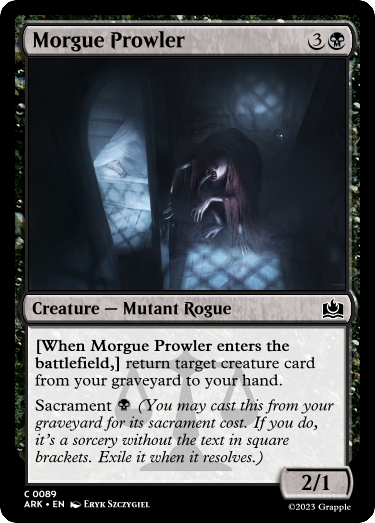 Morgue Prowler 3
Creature — Mutant Rogue
[When Morgue Prowler enters the
battlefield,] return target creature card
from your graveyard to your hand.
Sacrament (You may cast this from your
graveyard for its sacrament cost. If you do,
it's a sorcery without the text in square
brackets. Exile it when it resolves.)
2/1
C 0089
ARK • EN Eryk Szczygiel
©2023 Grapple